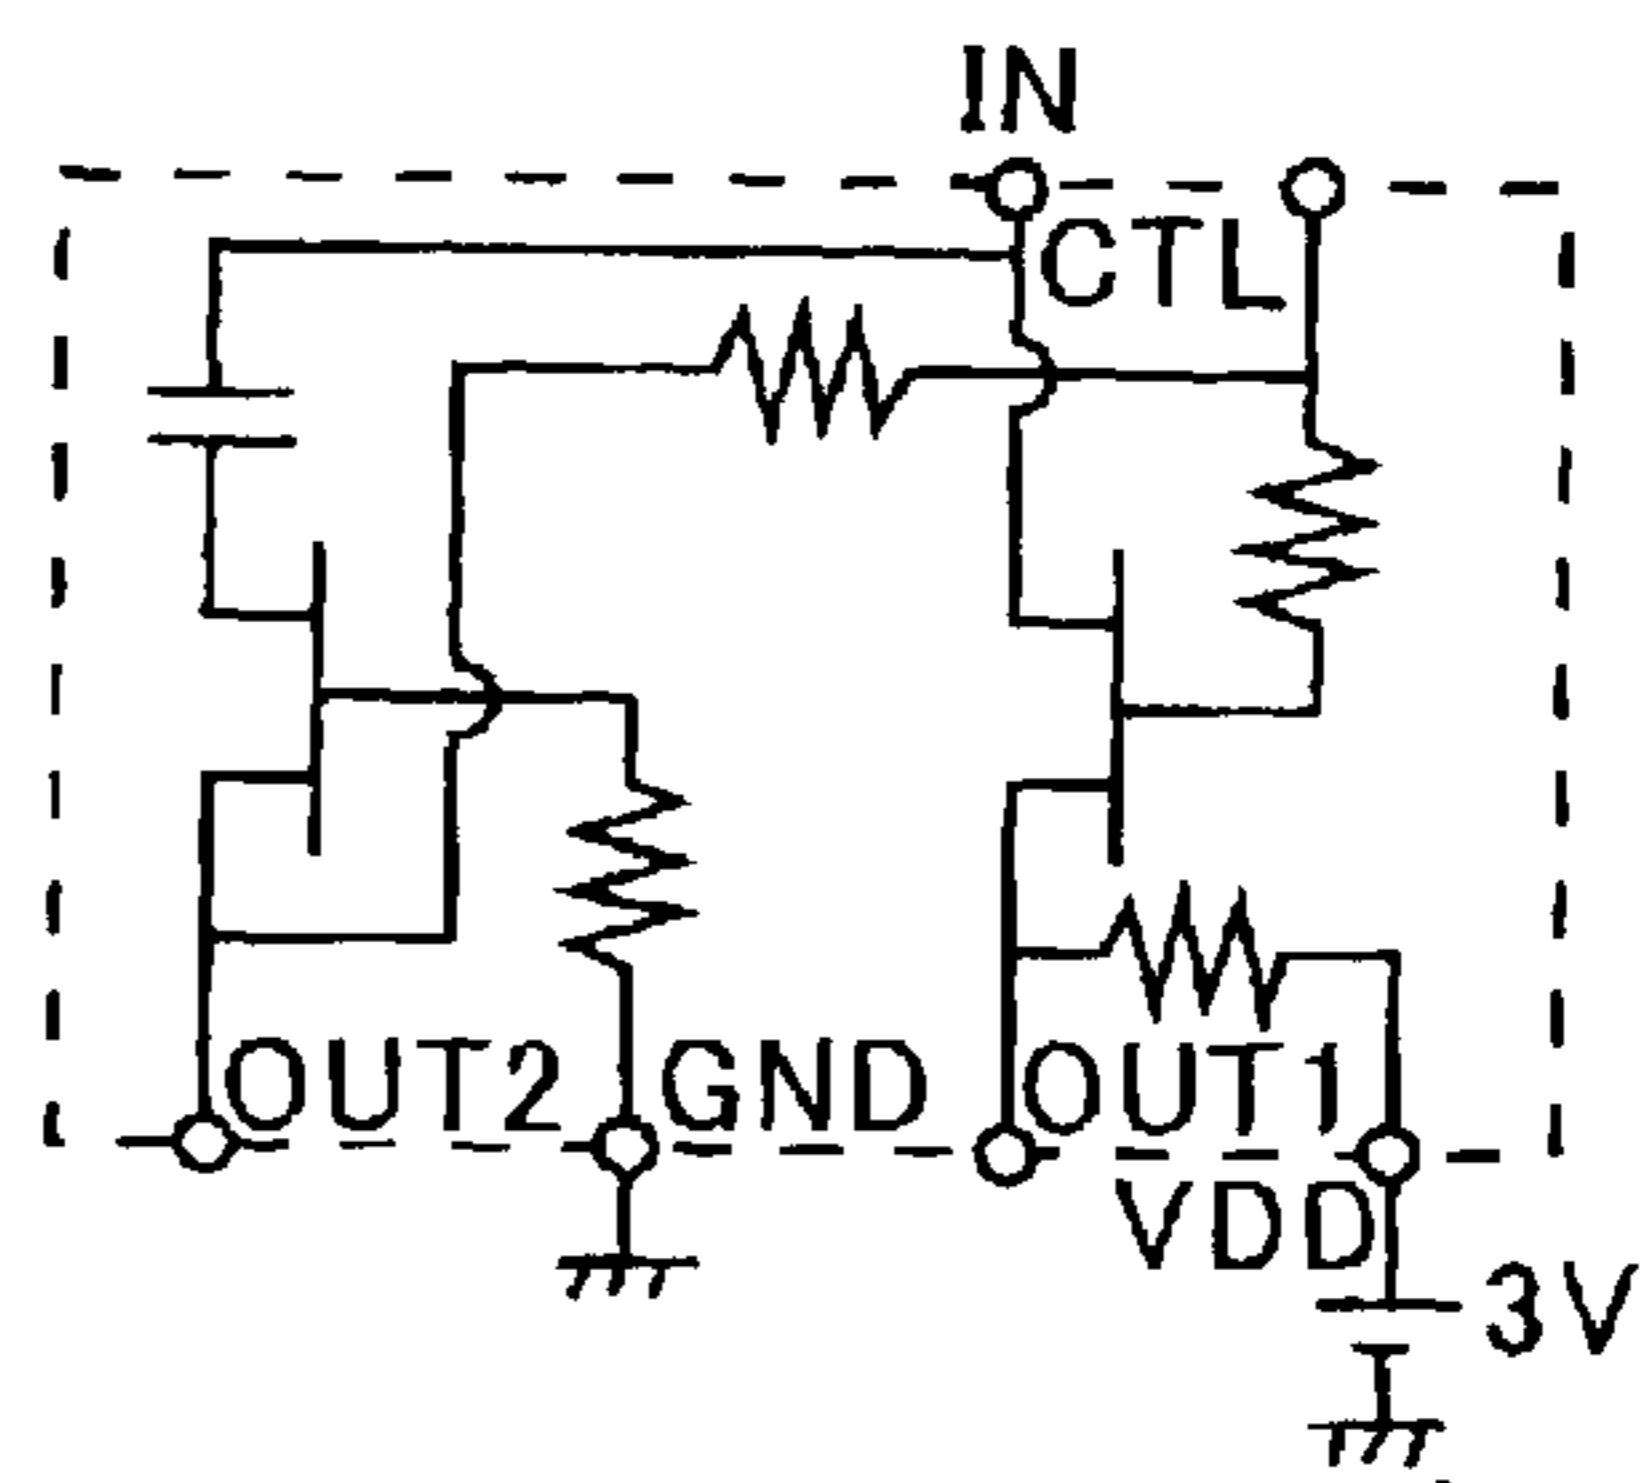 IN
CTL
OUT2
GND
OUT1
VDD
3V